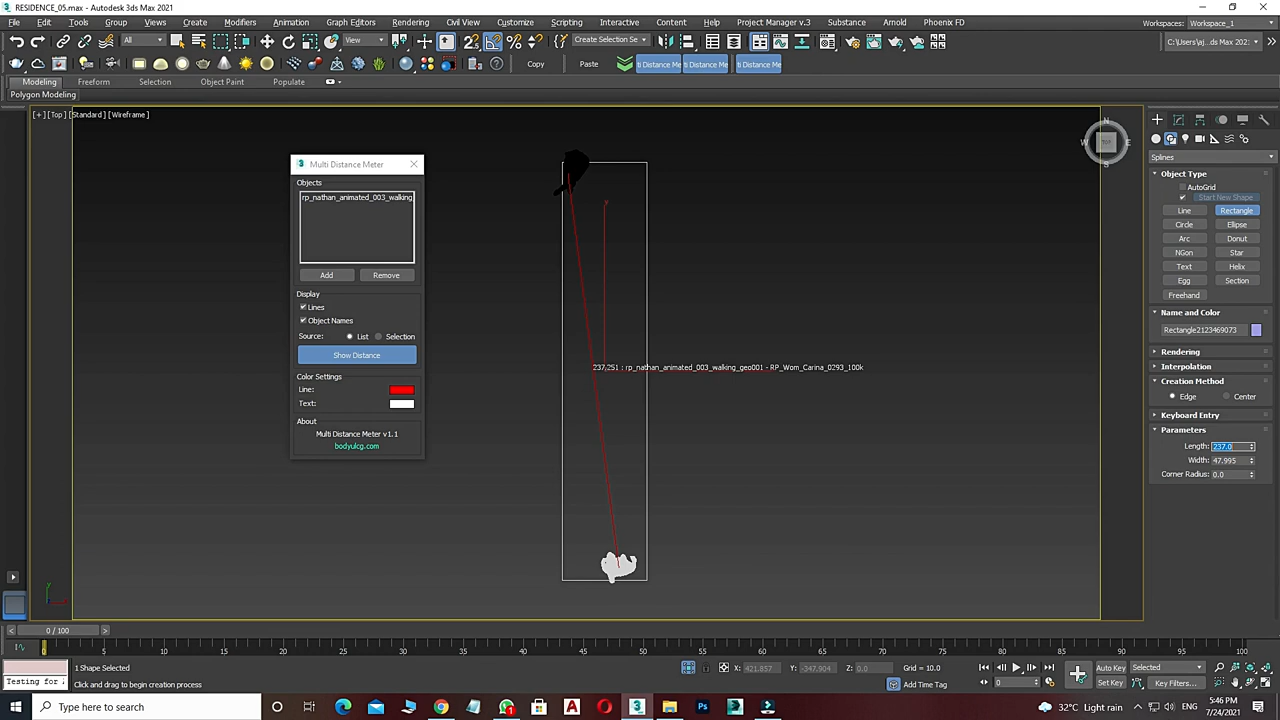 RESIDENCE_05.max - Autodesk 3ds Max 2021
File Edit Tools Group Views Create Modifiers Animation Graph Editors Rendering Civil View Customize Scripting Interactive Content Help Project Manager v.3 Substance Arnold Phoenix FD
Workspaces: Workspace_1
All View Create Selection Se C:\Users\aj...ds Max 202:
Copy Paste ti Distance Me ti Distance Me ti Distance Me
Modeling Freeform Selection Object Paint Populate
Polygon Modeling
[+] [Top] [Standard] [Wireframe]
N
W TOP E
S
Multi Distance Meter
Objects
rp_nathan_animated_003_walking
Add Remove
Display
Lines
Object Names
Source: List Selection
Show Distance
Color Settings
Line:
Text:
About
Multi Distance Meter v1.1
bodyulcg.com
y
237.251 : rp_nathan_animated_003_walking_geo001 - RP_Wom_Carina_0293_100k
Splines
Object Type
AutoGrid
Start New Shape
Line Rectangle
Circle Ellipse
Arc Donut
NGon Star
Text Helix
Egg Section
Freehand
Name and Color
Rectangle2123469073
Rendering
Interpolation
Creation Method
Edge Center
Keyboard Entry
Parameters
Length: 237.0
Width: 47.995
Corner Radius: 0.0
0 / 100
0 5 10 15 20 25 30 35 40 45 50 55 60 65 70 75 80 85 90 95 100
1 Shape Selected
Testing for
Click and drag to begin creation process
X: 421.857 Y: -347.904 Z: 0.0 Grid = 10.0
Add Time Tag
0
Auto Key Selected
Set Key Key Filters...
Type here to search
32°C Light rain
ENG
5:46 PM
7/24/2021